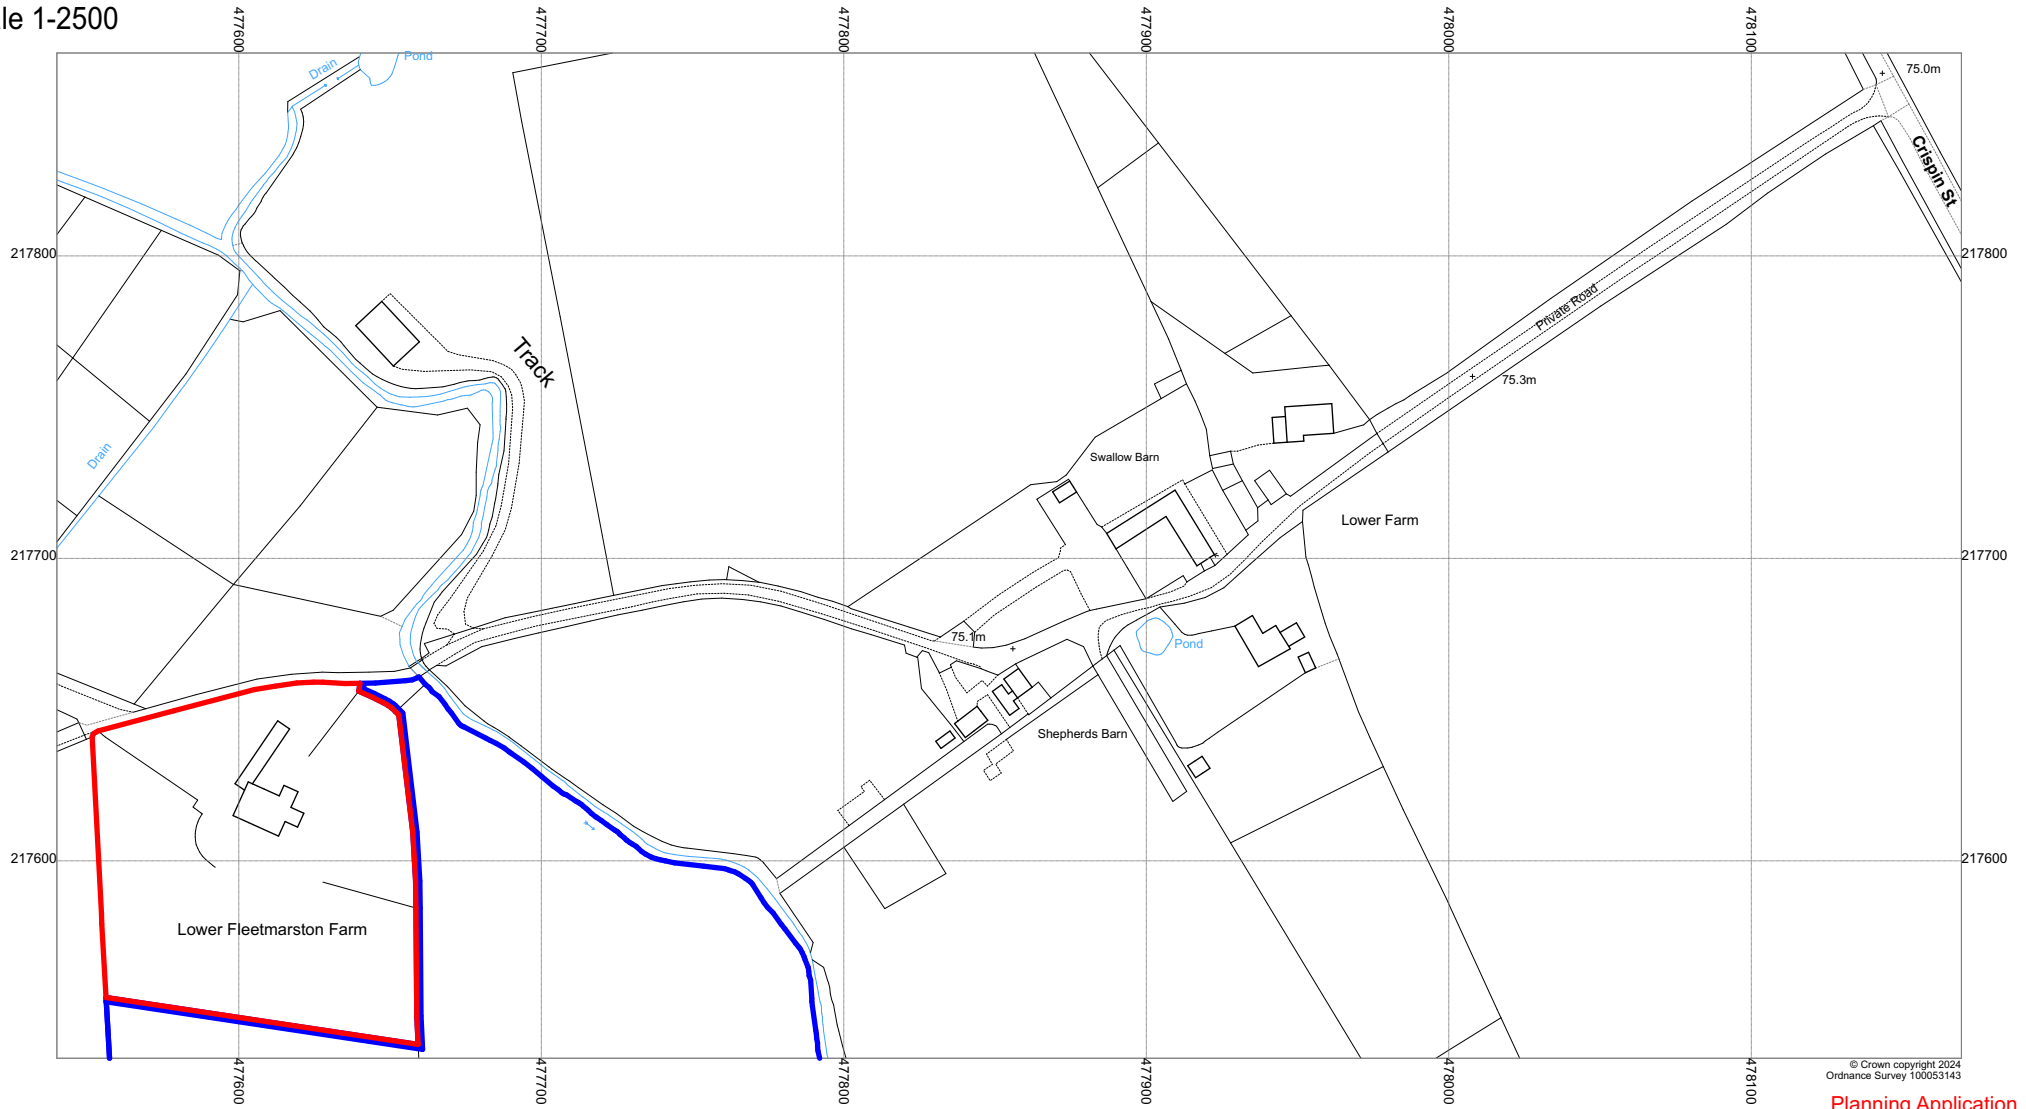 le 1-2500
477600
477700
477800
477900
478000
478100
Drain
Pond
75.0m
Crispin St
217800
217800
Private Road
Track
75.3m
Drain
Swallow Barn
Lower Farm
217700
217700
75.1m
Pond
Shepherds Barn
217600
217600
Lower Fleetmarston Farm
477600
477700
477800
477900
478000
478100
© Crown copyright 2024
Ordnance Survey 100053143
Planning Application